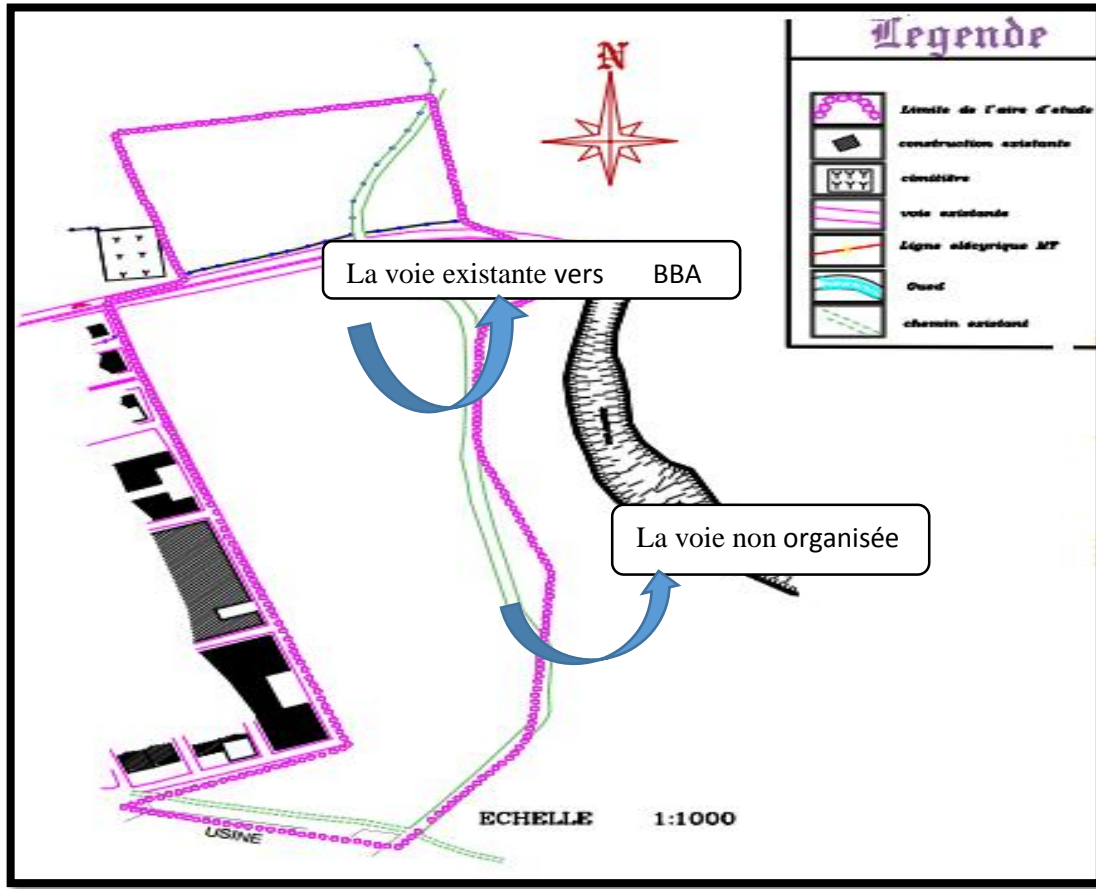 Legende
N
Limite de l'aire d'etude
construction existante
cimitière
voie existante
Ligne elécyrique MT
Oued
chemin existant
La voie existante vers BBA
La voie non organisée
ECHELLE 1:1000
USINE